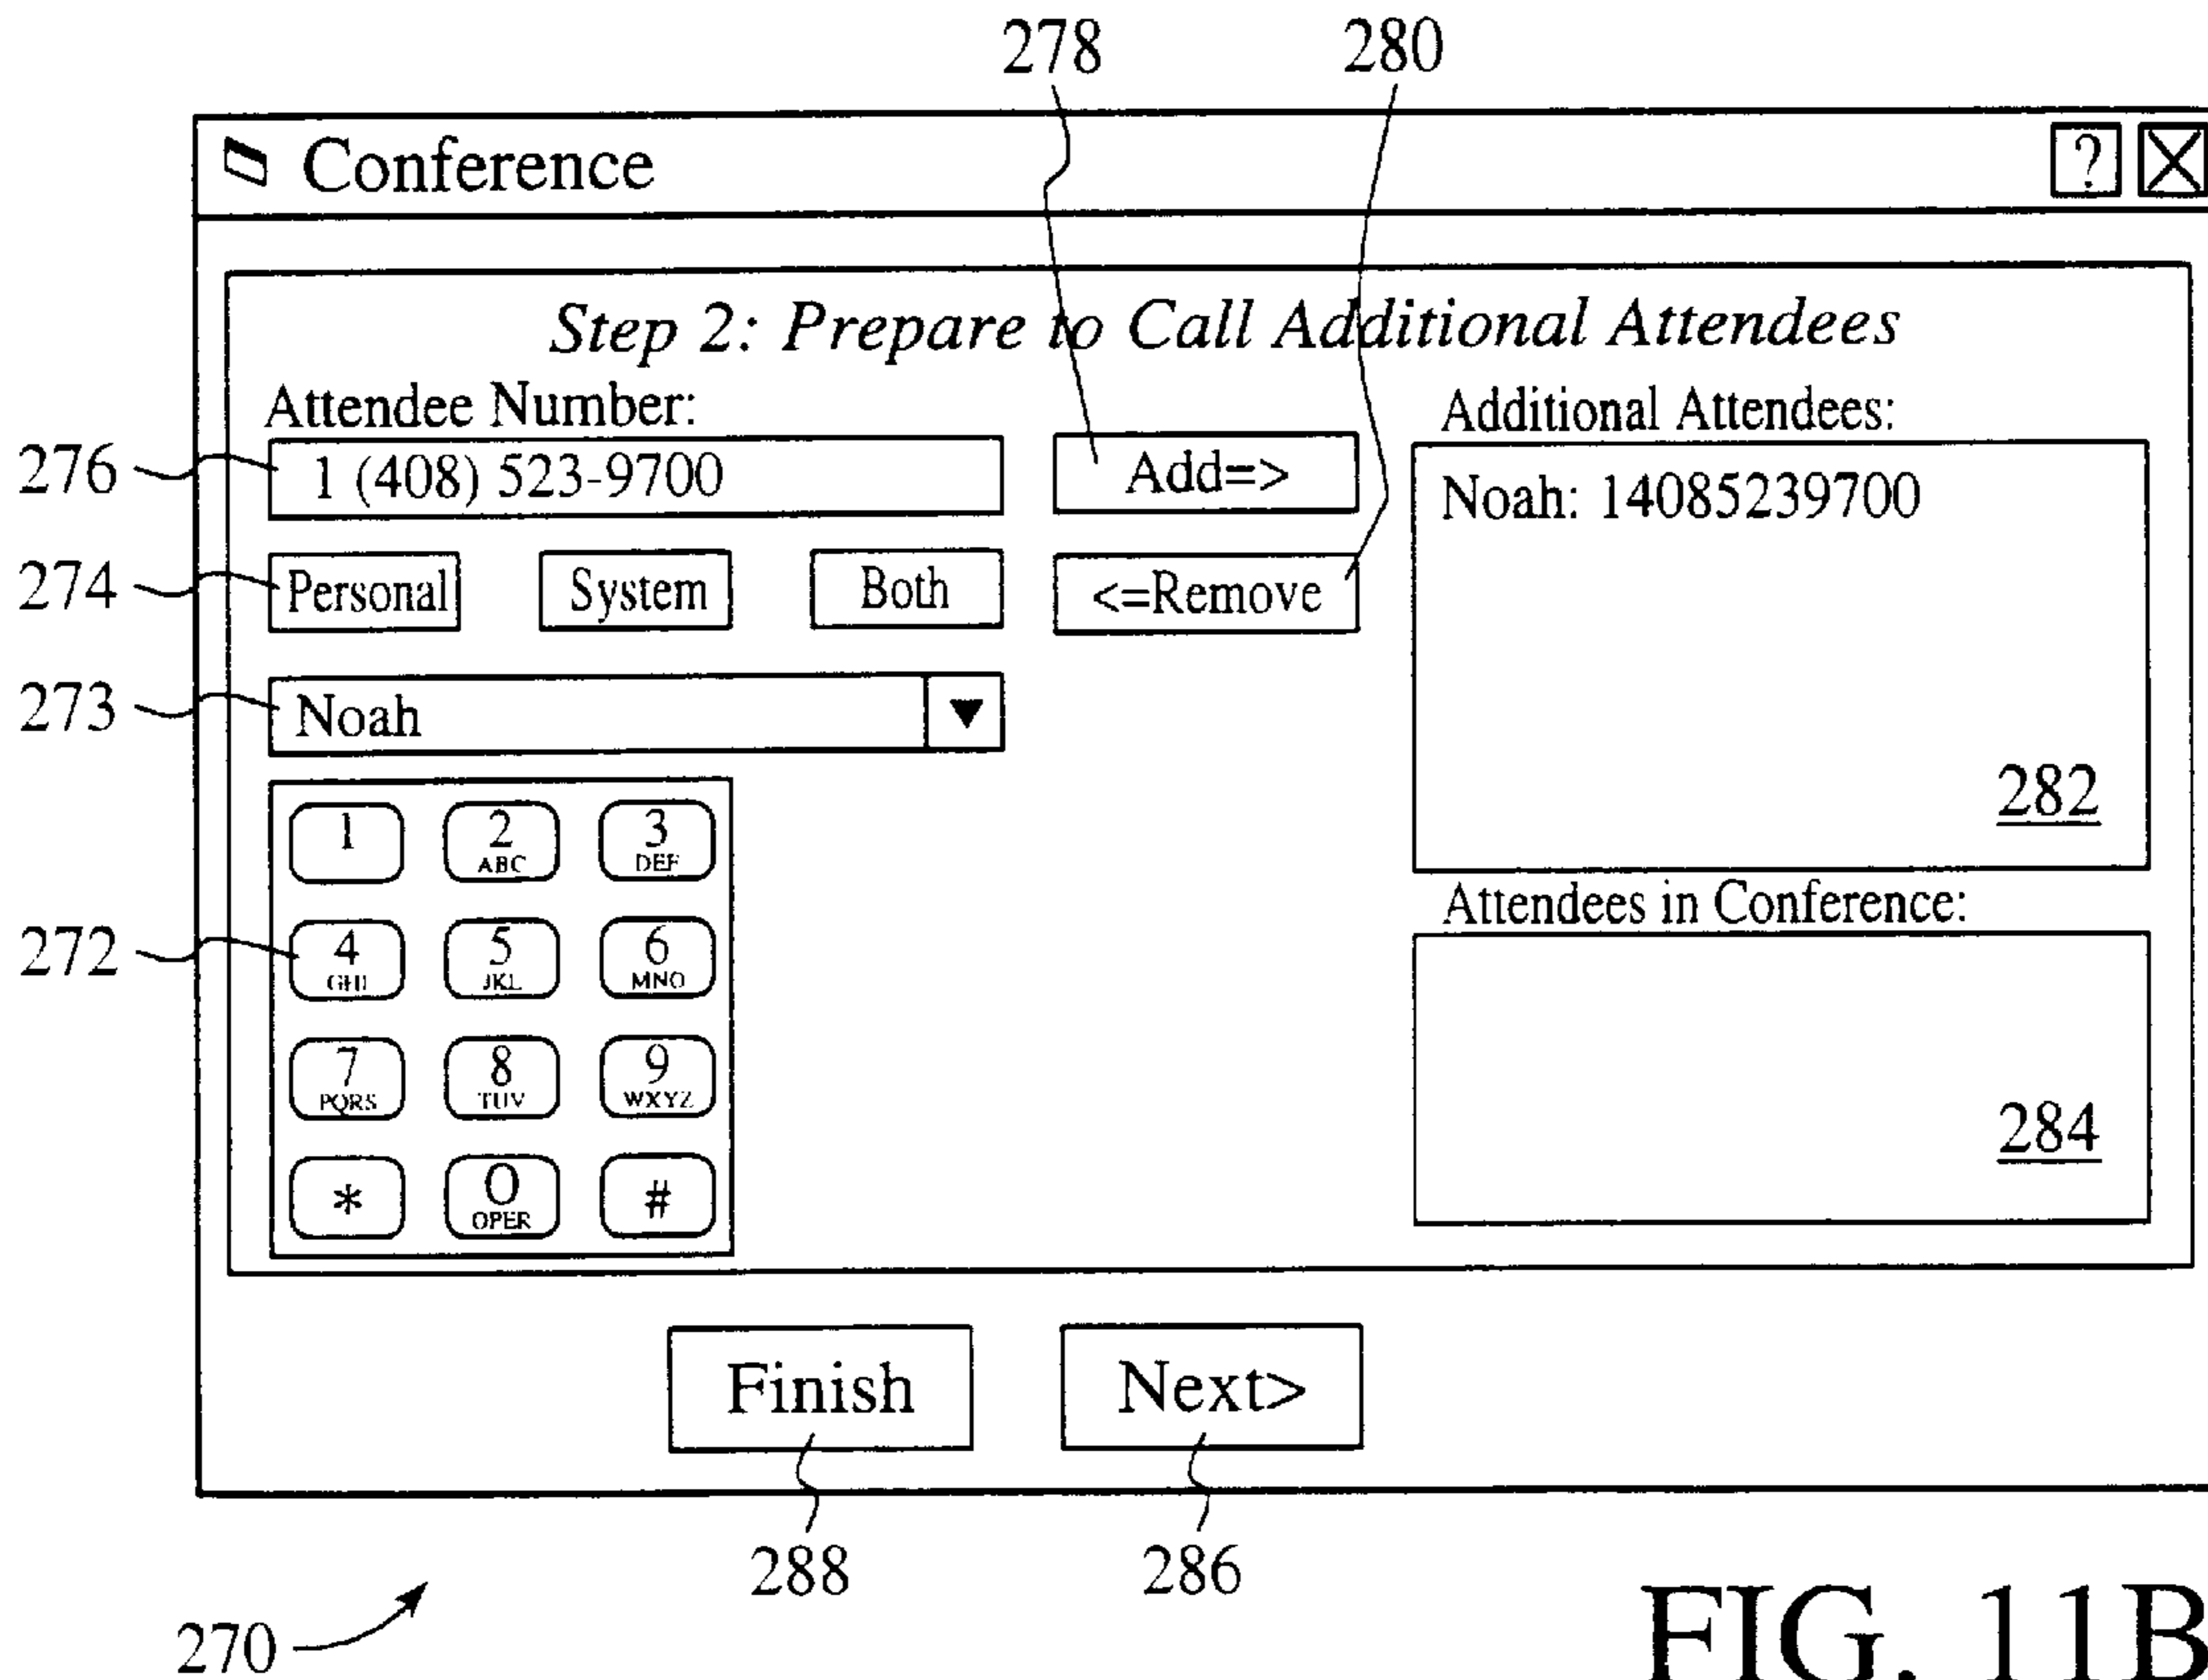 278 280
Conference ?
Step 2: Prepare to Call Additional Attendees
Attendee Number:
Additional Attendees:
276
1 (408) 523-9700
Add=>
Noah: 14085239700
274
Personal System Both
<=Remove
273
Noah
282
1 2 ABC 3 DEF
Attendees in Conference:
272
4 GHI 5 JKL 6 MNO
7 PQRS 8 TUV 9 WXYZ
284
* 0 OPER #
Finish Next>
288 286
270
FIG. 11B